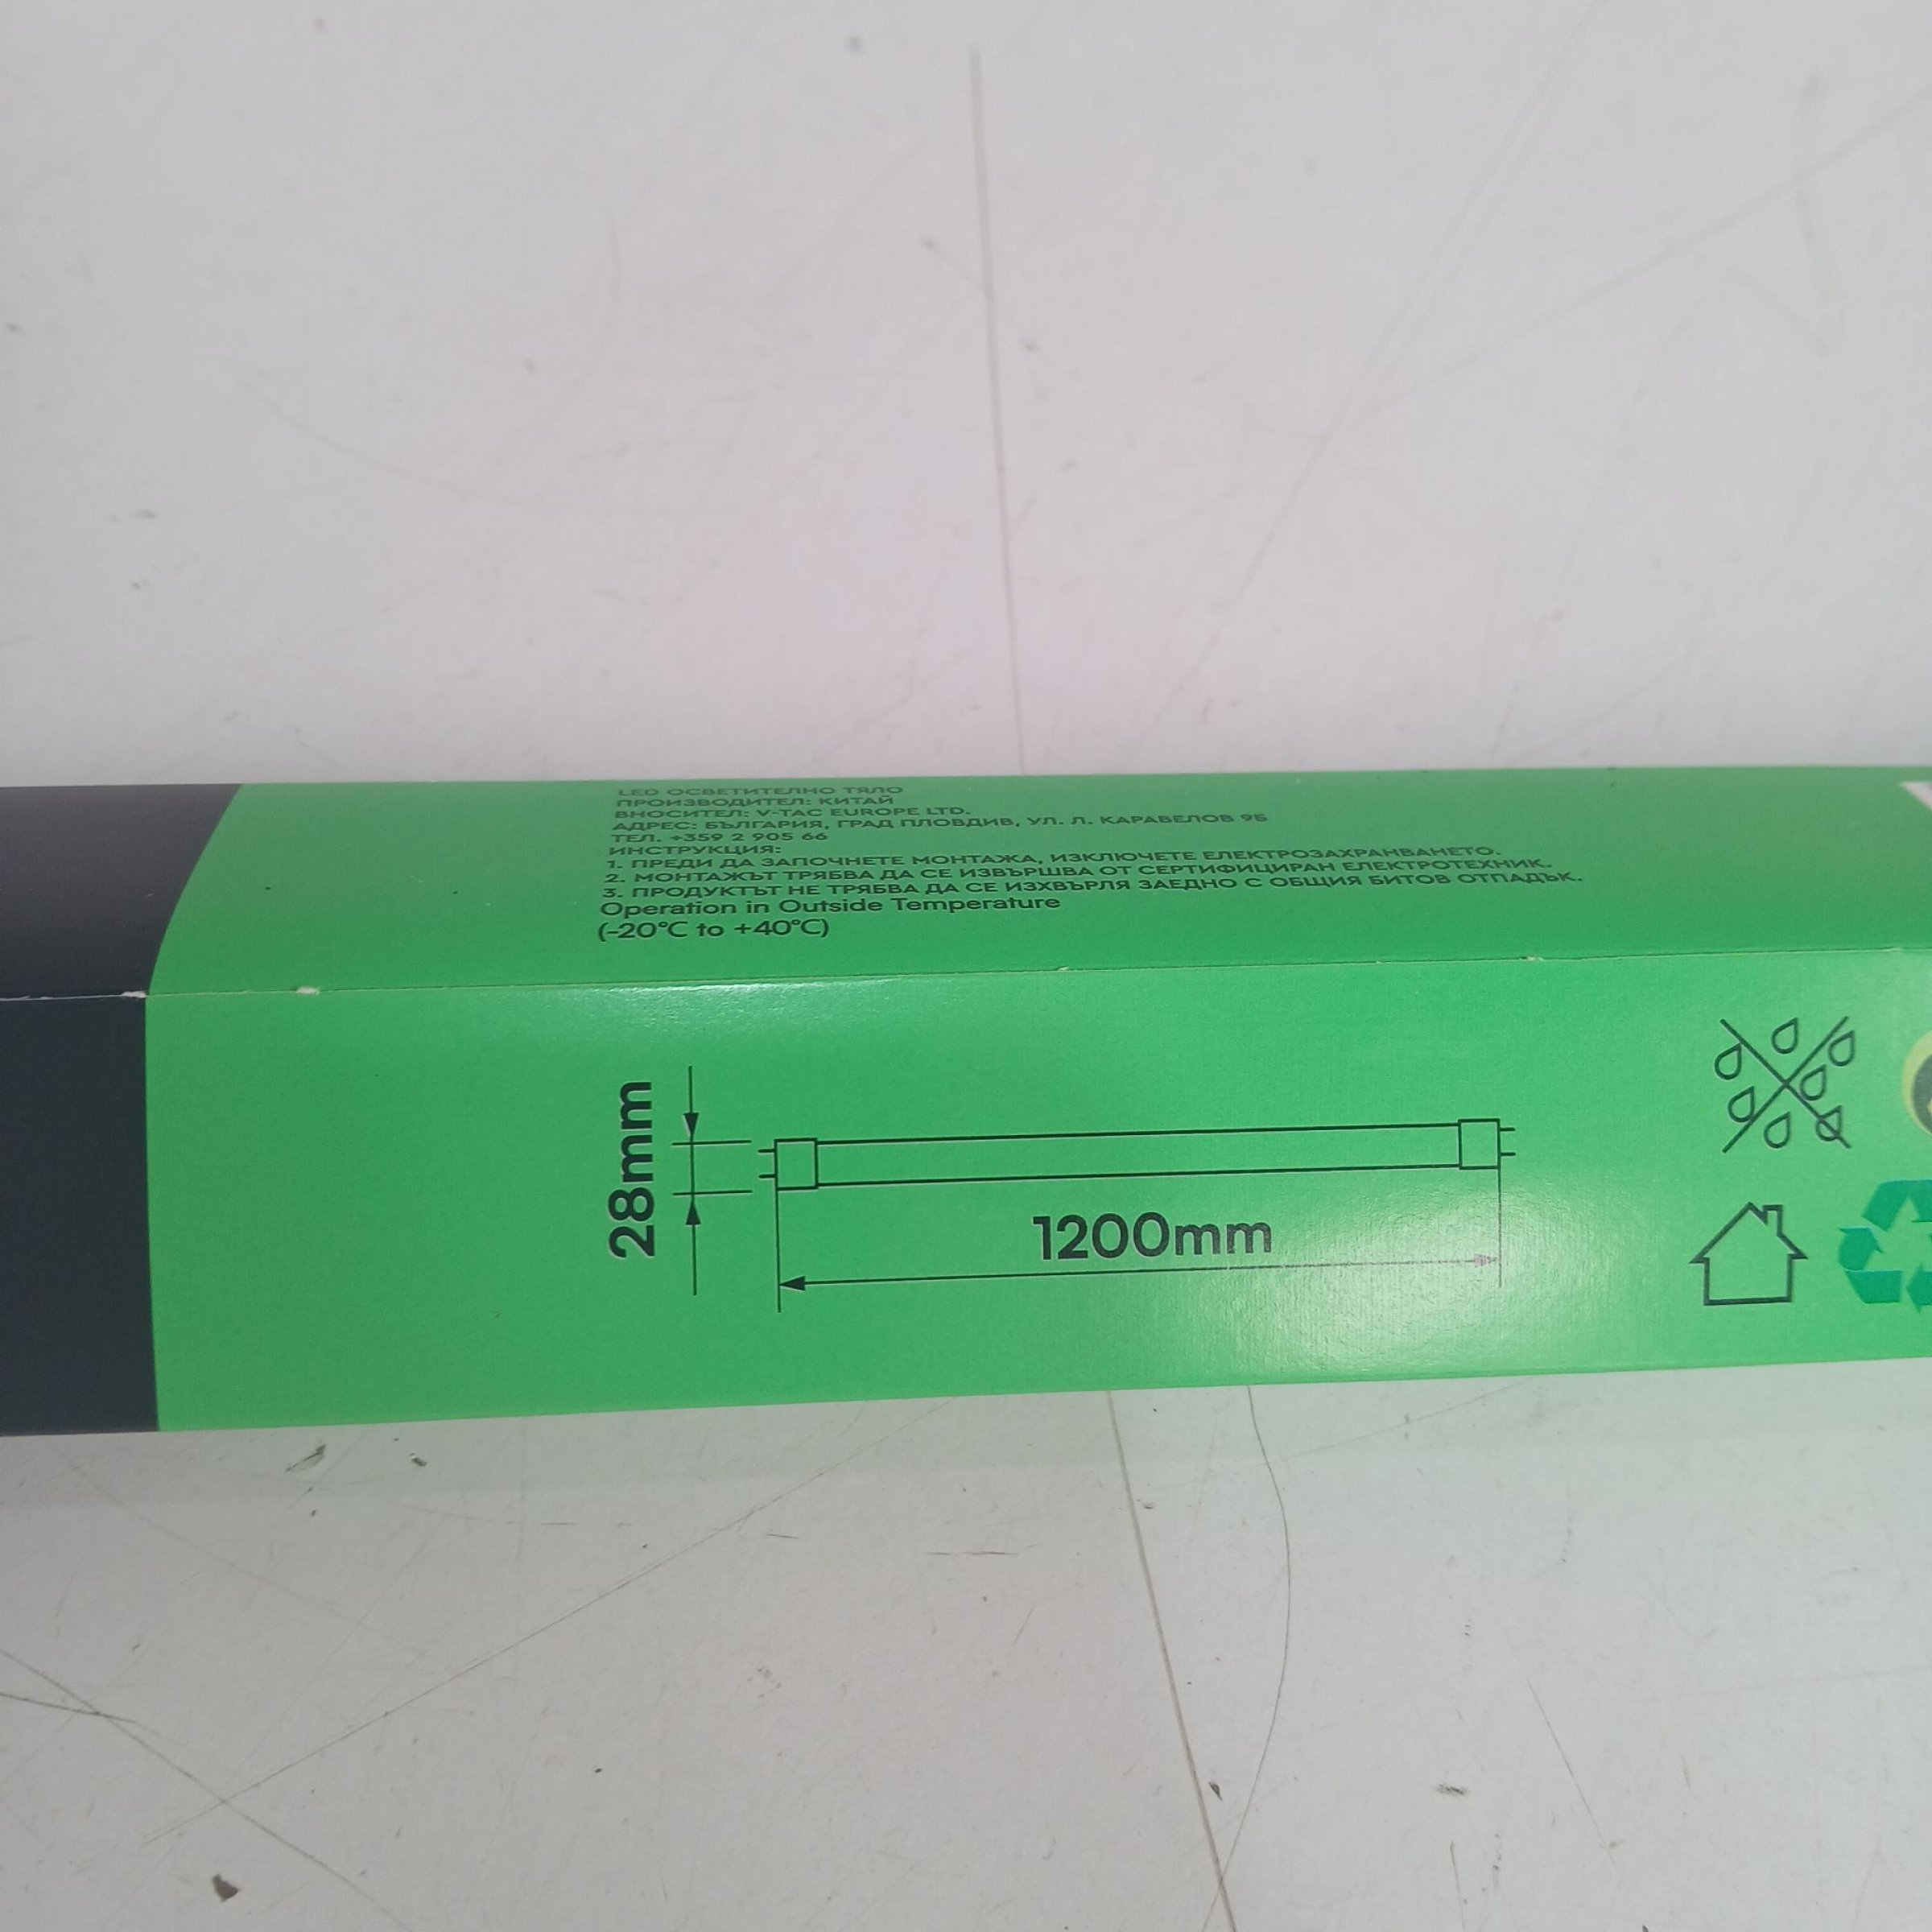 LED ОСВЕТИТЕЛНО ТЯЛО
ПРОИЗВОДИТЕЛ: КИТАЙ
ВНОСИТЕЛ: V-TAC EUROPE LTD.
АДРЕС: БЪЛГАРИЯ, ГРАД ПЛОВДИВ, УЛ. Л. КАРАВЕЛОВ 9Б
ТЕЛ. +359 2 905 66
ИНСТРУКЦИЯ:
1. ПРЕДИ ДА ЗАПОЧНЕТЕ МОНТАЖА, ИЗКЛЮЧЕТЕ ЕЛЕКТРОЗАХРАНВАНЕТО.
2. МОНТАЖЪТ ТРЯБВА ДА СЕ ИЗВЪРШВА ОТ СЕРТИФИЦИРАН ЕЛЕКТРОТЕХНИК.
3. ПРОДУКТЪТ НЕ ТРЯБВА ДА СЕ ИЗХВЪРЛЯ ЗАЕДНО С ОБЩИЯ БИТОВ ОТПАДЪК.
Operation in Outside Temperature
(-20°C to +40°C)
28mm
1200mm